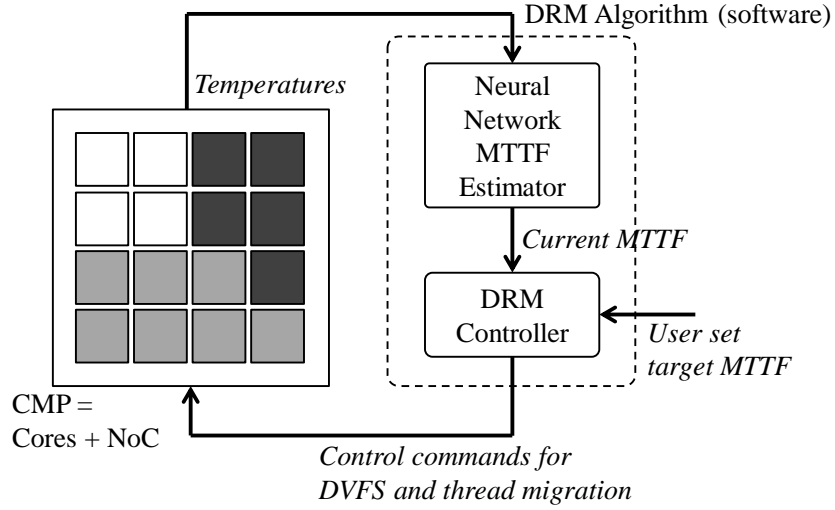 DRM Algorithm (software)
Temperatures
Neural
Network
MTTF
Estimator
Current MTTF
DRM
Controller
User set
target MTTF
CMP =
Cores + NoC
Control commands for
DVFS and thread migration